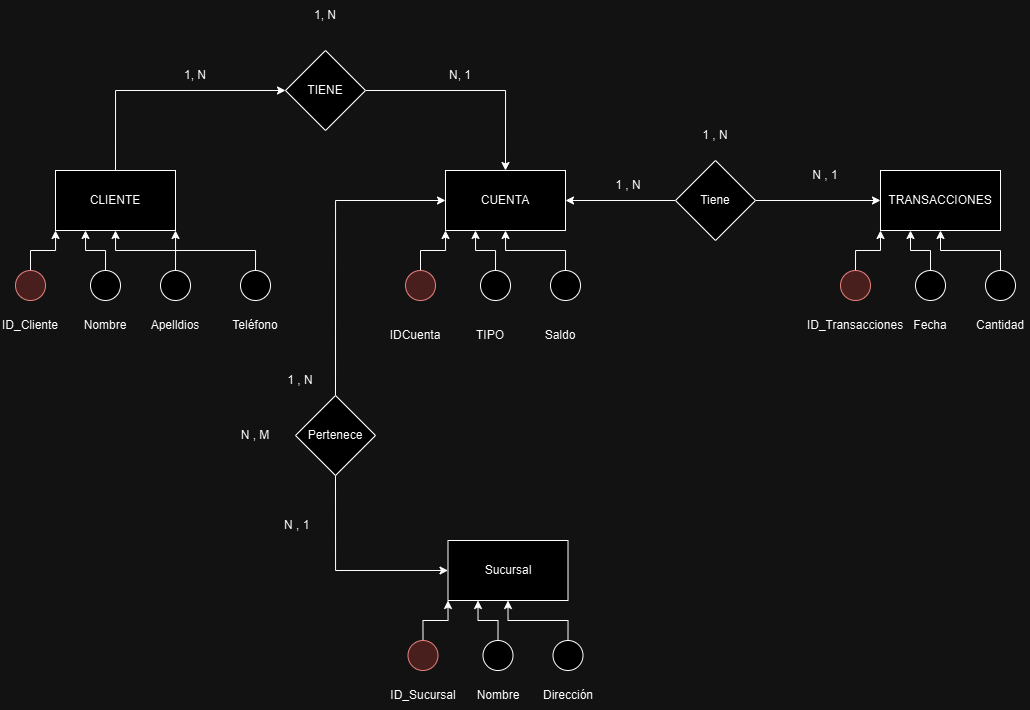 1, N
1, N
N, 1
TIENE
1 , N
CLIENTE
CUENTA
1 , N
Tiene
N , 1
TRANSACCIONES
ID_Cliente
Nombre
Apelldios
Teléfono
IDCuenta
TIPO
Saldo
ID_Transacciones
Fecha
Cantidad
1 , N
N , M
Pertenece
N , 1
Sucursal
ID_Sucursal
Nombre
Dirección